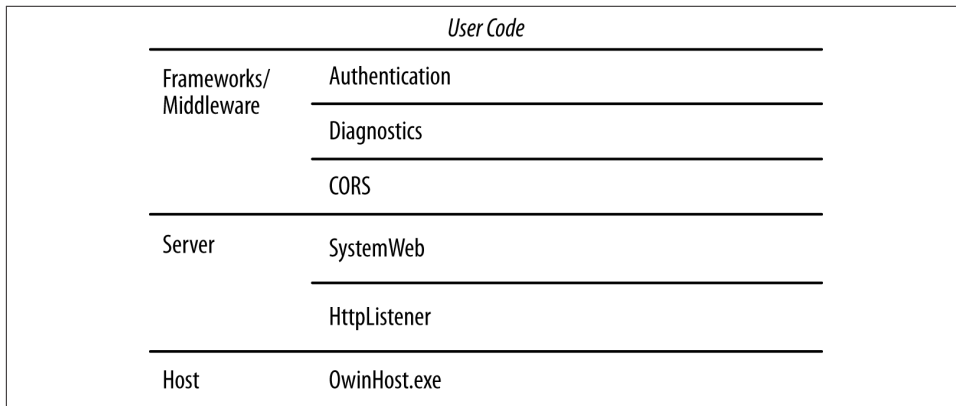 User Code
Frameworks/
Middleware
Authentication
Diagnostics
CORS
Server
SystemWeb
HttpListener
Host
OwinHost.exe